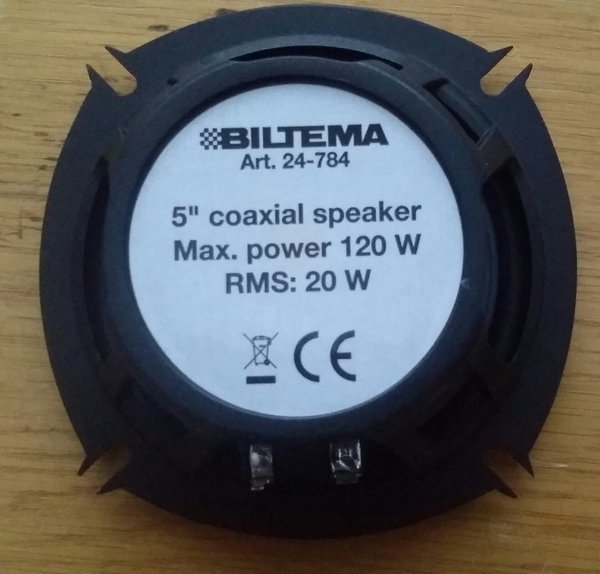 BILTEMA
Art. 24-784
5" coaxial speaker
Max. power 120 W
RMS: 20 W
CE